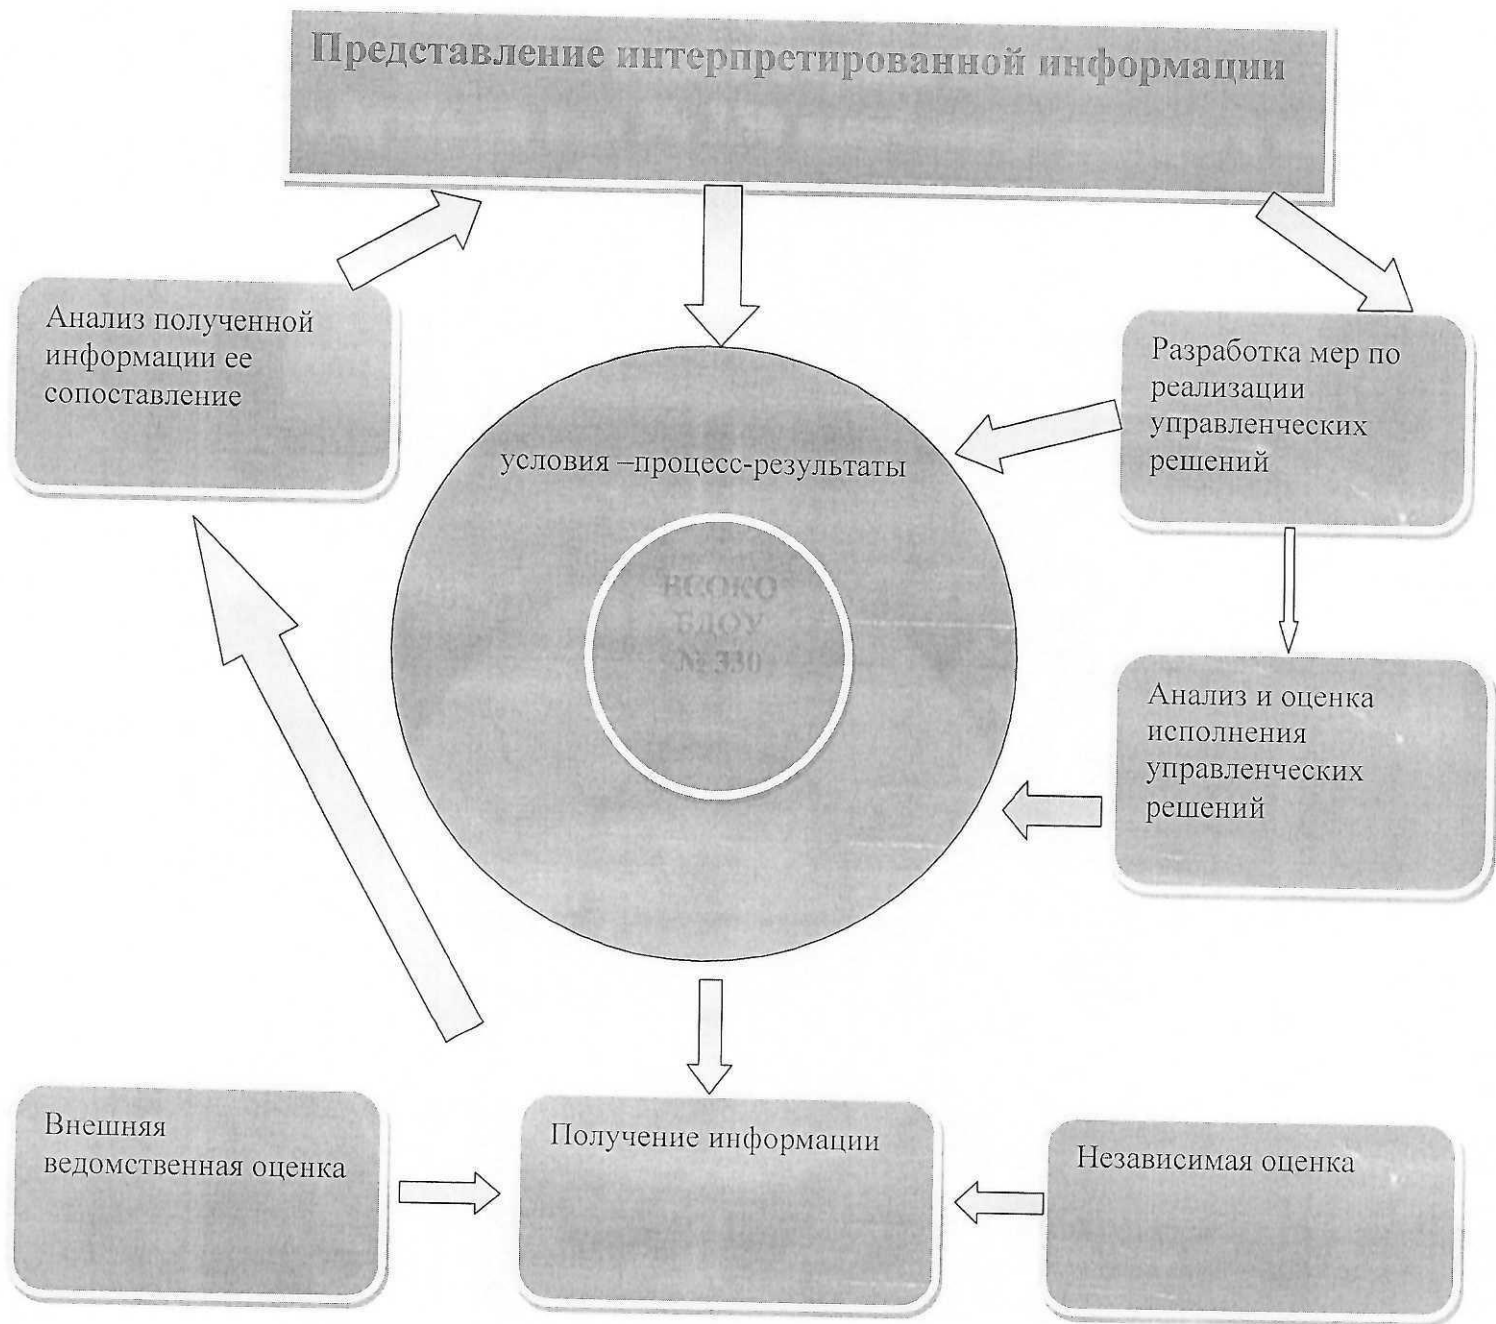 Представление интерпретированной информации
Анализ полученной
информации ее
сопоставление
Разработка мер по
реализации
управленческих
решений
условия –процесс-результаты
ВСОКО
БДОУ
№ 330
Анализ и оценка
исполнения
управленческих
решений
Внешняя
ведомственная оценка
Получение информации
Независимая оценка